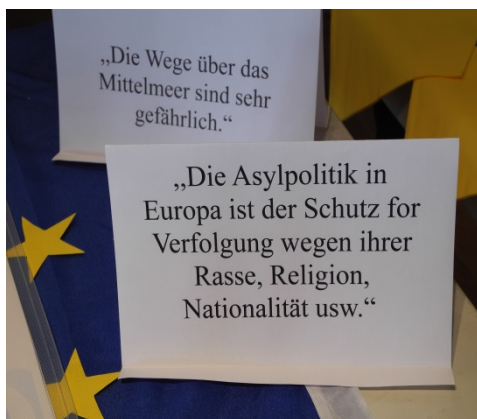 „Die Wege über das
Mittelmeer sind sehr
gefährlich.“
„Die Asylpolitik in
Europa ist der Schutz for
Verfolgung wegen ihrer
Rasse, Religion,
Nationalität usw.“